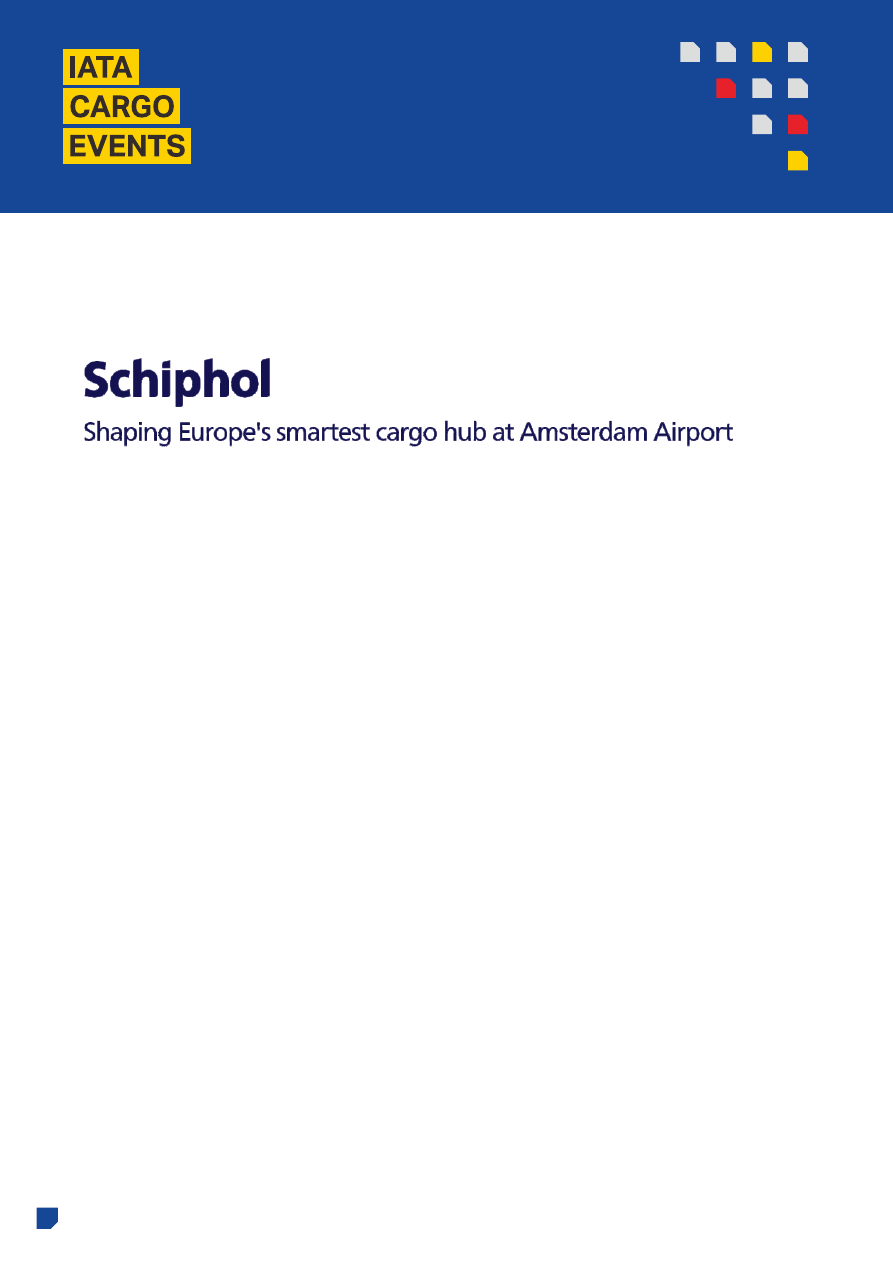 IATA
CARGO
EVENTS
Schiphol
Shaping Europe's smartest cargo hub at Amsterdam Airport